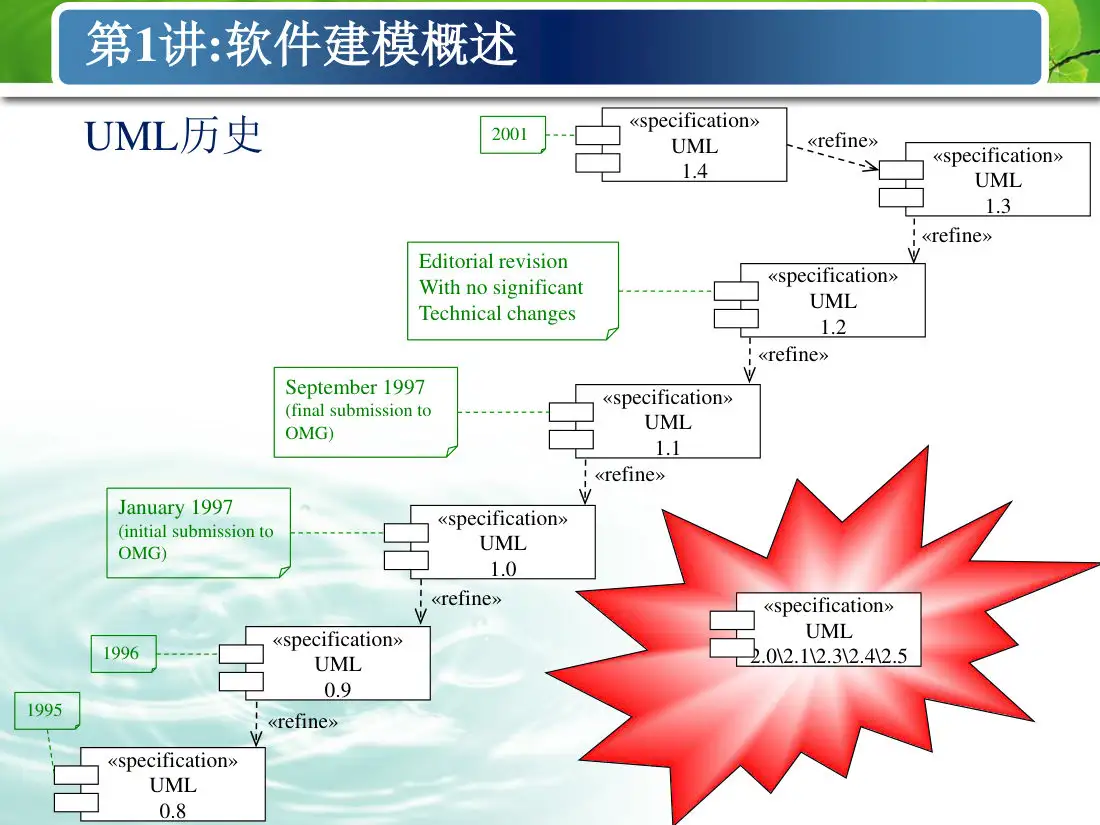 第1讲:软件建模概述
UML历史
2001
«specification»
UML
1.4
«refine»
«specification»
UML
1.3
«refine»
Editorial revision
With no significant
Technical changes
«specification»
UML
1.2
«refine»
September 1997
(final submission to
OMG)
«specification»
UML
1.1
«refine»
January 1997
(initial submission to
OMG)
«specification»
UML
1.0
«refine»
1996
«specification»
UML
0.9
«refine»
1995
«specification»
UML
0.8
«specification»
UML
2.0\2.1\2.3\2.4\2.5